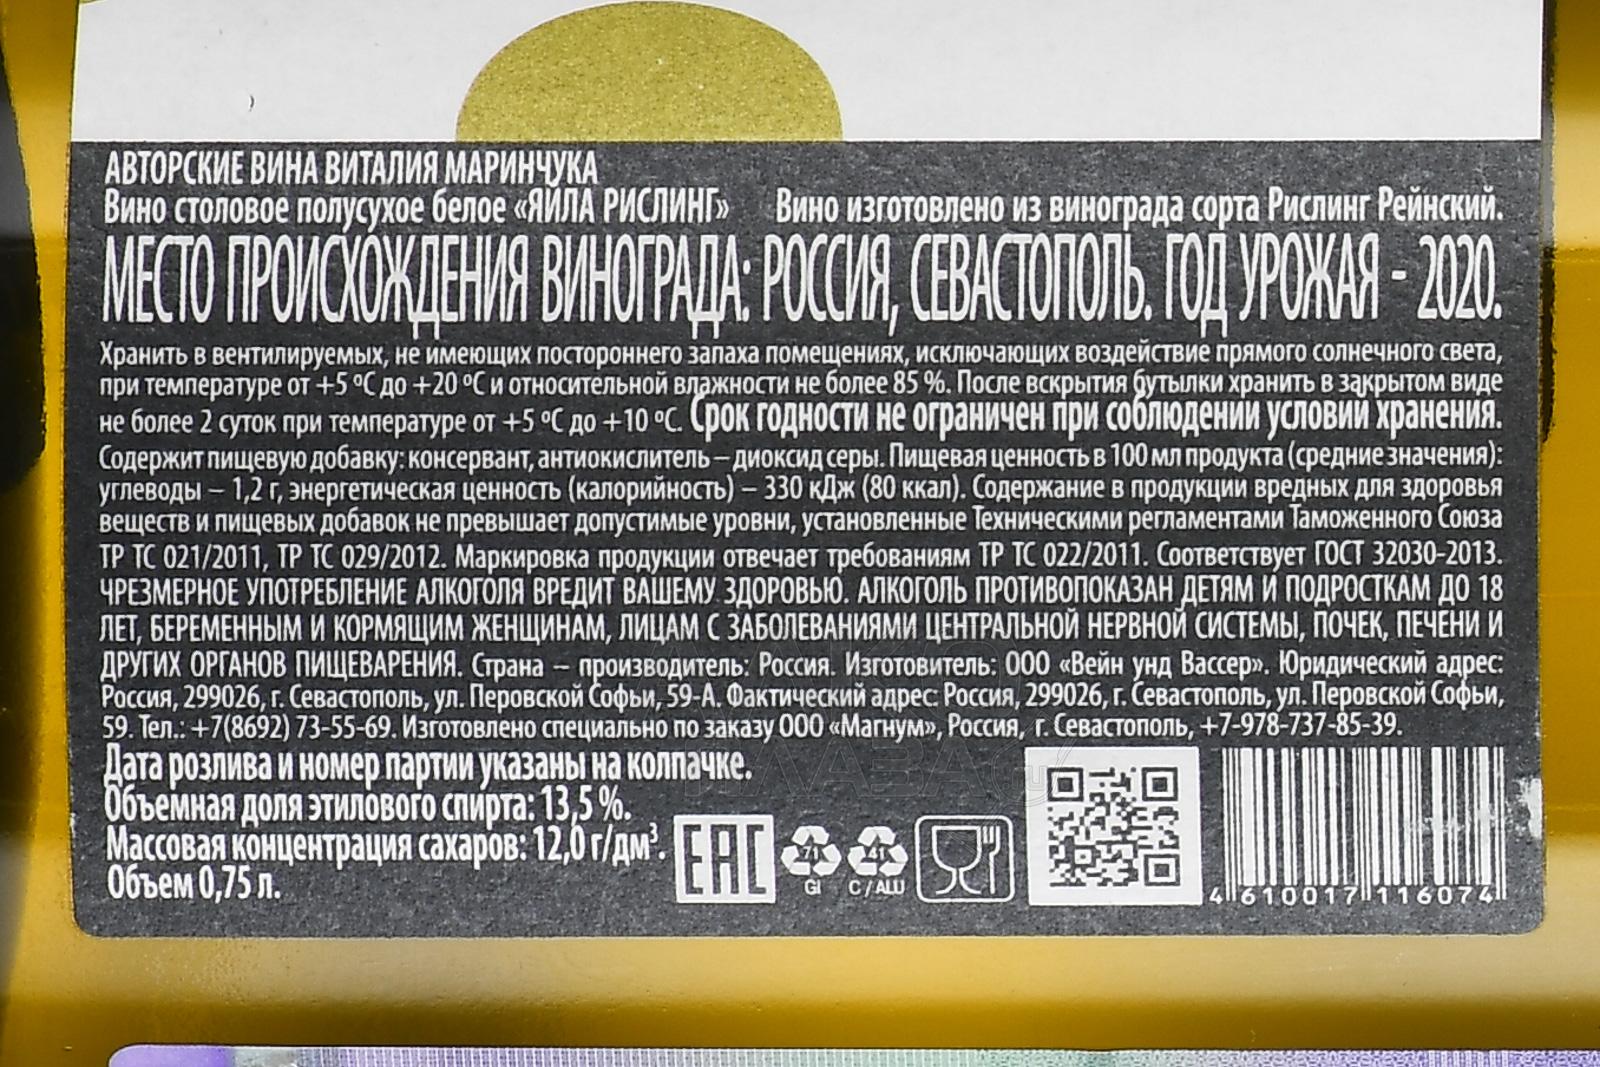 АВТОРСКИЕ ВИНА ВИТАЛИЯ МАРИНЧУКА
Вино столовое полусухое белое «ЯЙЛА РИСЛИНГ» Вино изготовлено из винограда сорта Рислинг Рейнский.
МЕСТО ПРОИСХОЖДЕНИЯ ВИНОГРАДА: РОССИЯ, СЕВАСТОПОЛЬ. ГОД УРОЖАЯ - 2020.
Хранить в вентилируемых, не имеющих постороннего запаха помещениях, исключающих воздействие прямого солнечного света,
при температуре от +5 ºС до +20 ºС и относительной влажности не более 85 %. После вскрытия бутылки хранить в закрытом виде
не более 2 суток при температуре от +5 ºС до +10 ºС. Срок годности не ограничен при соблюдении условий хранения.
Содержит пищевую добавку: консервант, антиокислитель – диоксид серы. Пищевая ценность в 100 мл продукта (средние значения):
углеводы – 1,2 г, энергетическая ценность (калорийность) – 330 кДж (80 ккал). Содержание в продукции вредных для здоровья
веществ и пищевых добавок не превышает допустимые уровни, установленные Техническими регламентами Таможенного Союза
ТР ТС 021/2011, ТР ТС 029/2012. Маркировка продукции отвечает требованиям ТР ТС 022/2011. Соответствует ГОСТ 32030-2013.
ЧРЕЗМЕРНОЕ УПОТРЕБЛЕНИЕ АЛКОГОЛЯ ВРЕДИТ ВАШЕМУ ЗДОРОВЬЮ. АЛКОГОЛЬ ПРОТИВОПОКАЗАН ДЕТЯМ И ПОДРОСТКАМ ДО 18
ЛЕТ, БЕРЕМЕННЫМ И КОРМЯЩИМ ЖЕНЩИНАМ, ЛИЦАМ С ЗАБОЛЕВАНИЯМИ ЦЕНТРАЛЬНОЙ НЕРВНОЙ СИСТЕМЫ, ПОЧЕК, ПЕЧЕНИ И
ДРУГИХ ОРГАНОВ ПИЩЕВАРЕНИЯ. Страна – производитель: Россия. Изготовитель: ООО «Вейн унд Вассер». Юридический адрес:
Россия, 299026, г. Севастополь, ул. Перовской Софьи, 59-А. Фактический адрес: Россия, 299026, г. Севастополь, ул. Перовской Софьи,
59. Тел.: +7(8692) 73-55-69. Изготовлено специально по заказу ООО «Магнум», Россия, г. Севастополь, +7-978-737-85-39.
Дата розлива и номер партии указаны на колпачке.
Объемная доля этилового спирта: 13,5 %.
Массовая концентрация сахаров: 12,0 г/дм³.
Объем 0,75 л.
ЕАС
71
GI
41
C / ALU
4 610017 116074
АЛКО
ПЛАЗА
ru